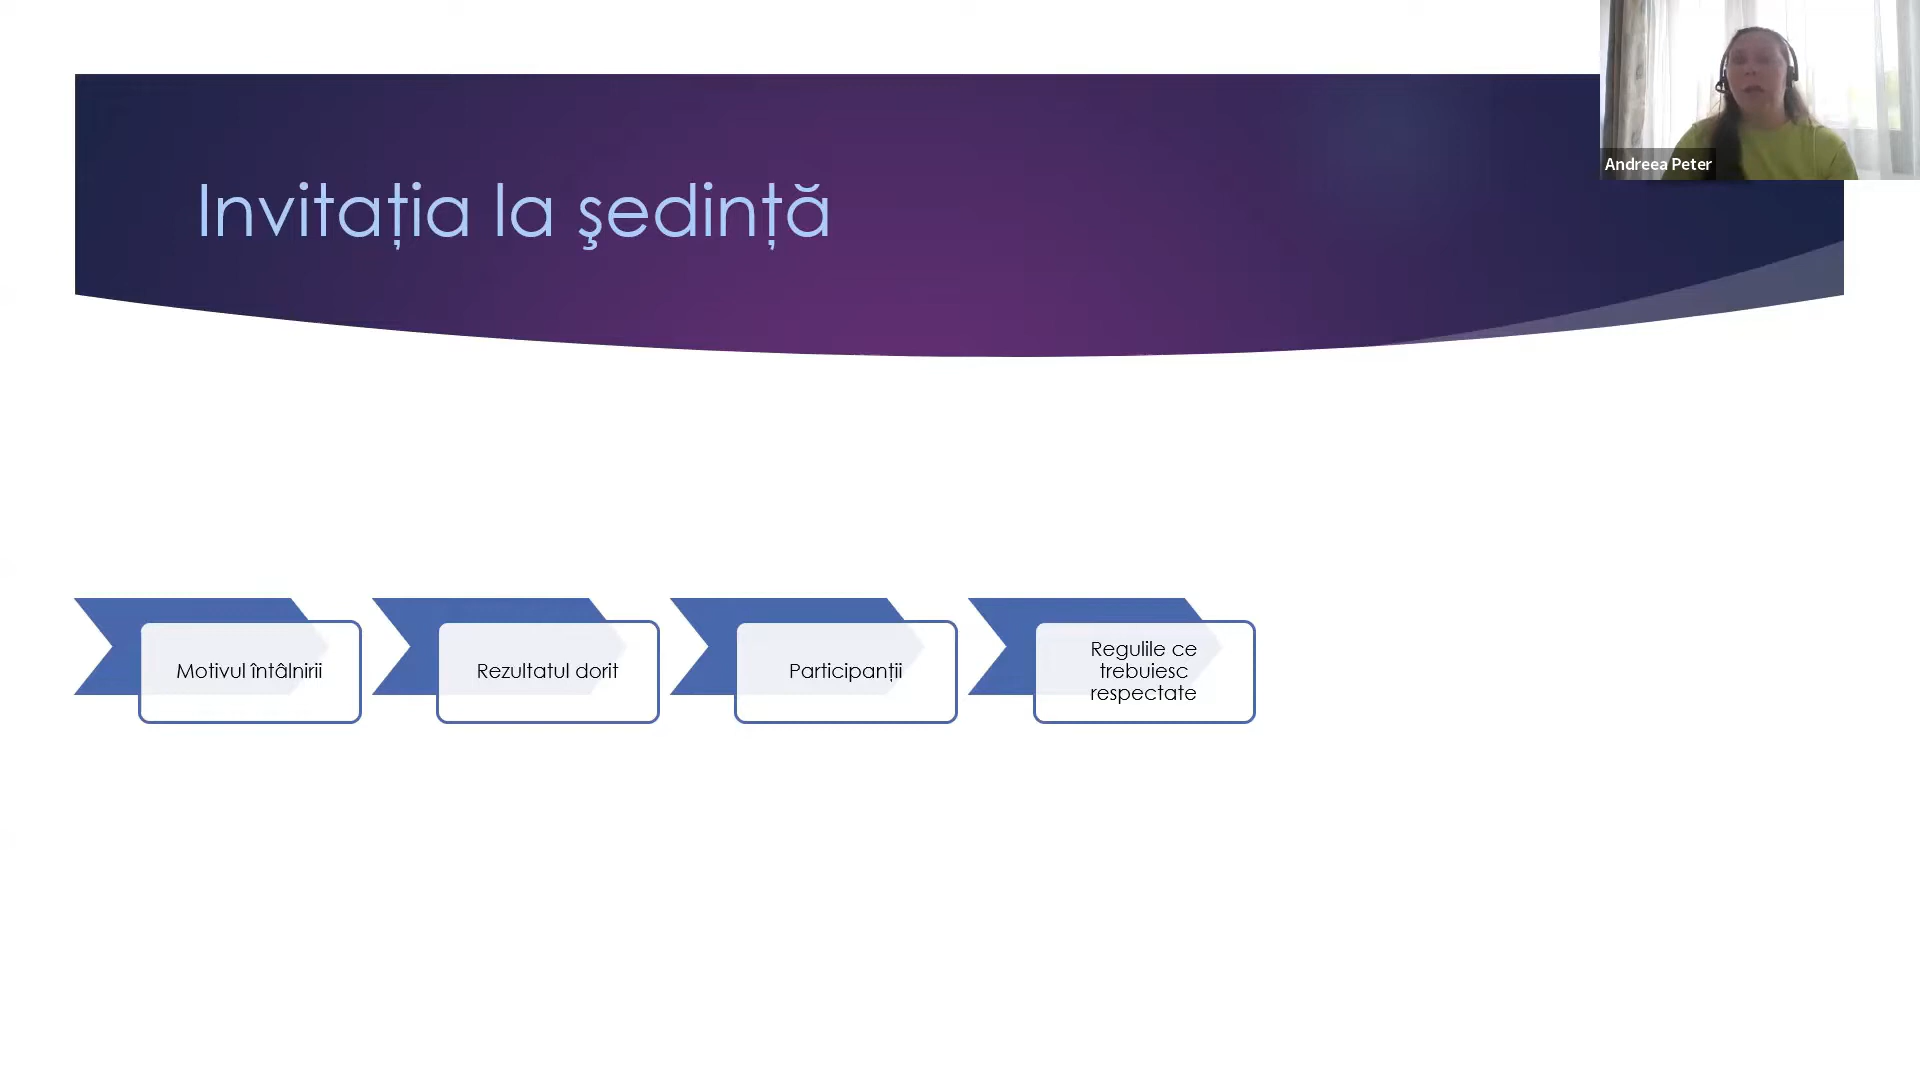 Andreea Peter
Invitația la şedință
Motivul întâlnirii
Rezultatul dorit
Participanții
Regulile ce
trebuiesc
respectate